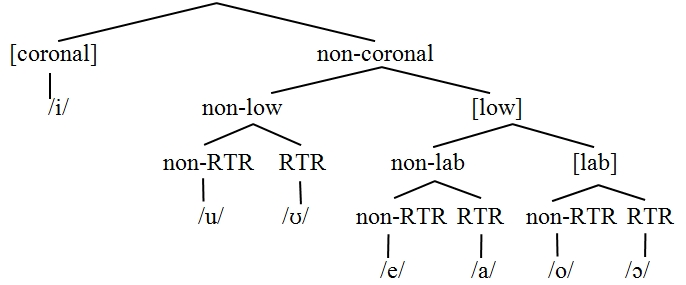 [coronal] non-coronal
/i/ non-low [low]
non-RTR RTR non-lab [lab]
/u/ /ʊ/ non-RTR RTR non-RTR RTR
/e/ /a/ /o/ /ɔ/